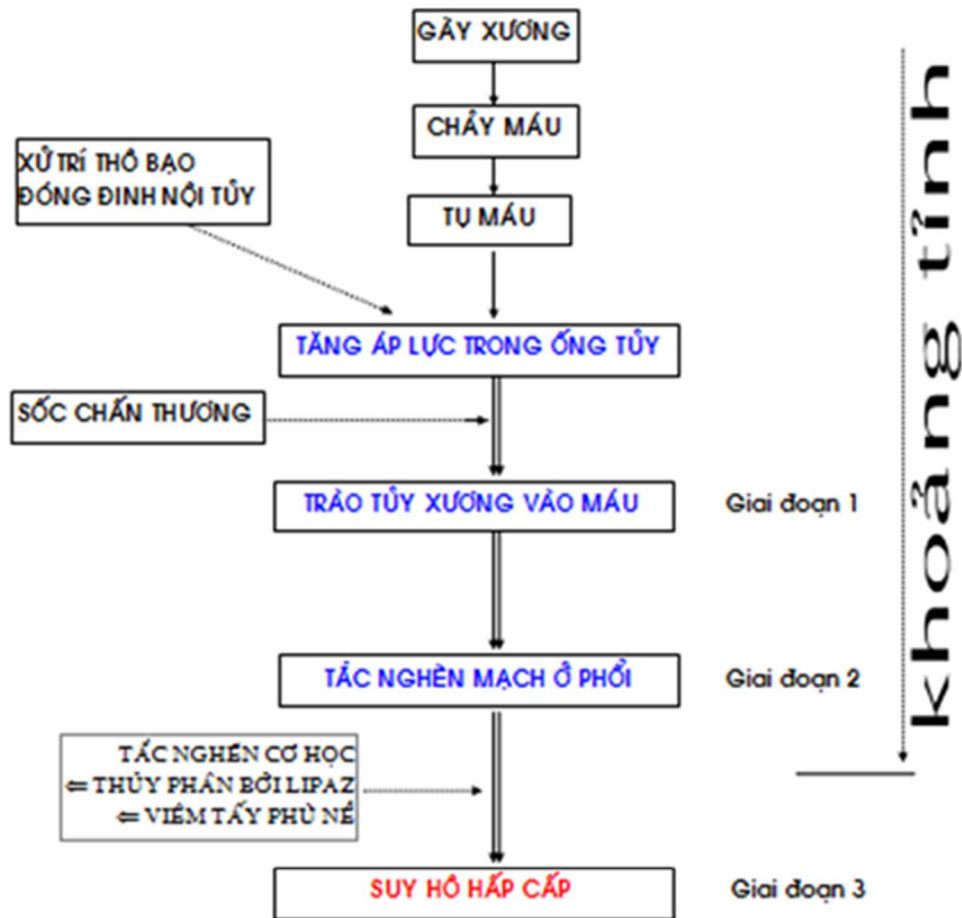 GÃY XƯƠNG
CHẢY MÁU
XỬ TRÍ THÔ BẠO
ĐÓNG ĐINH NỘI TỦY
TỤ MÁU
TĂNG ÁP LỰC TRONG ỐNG TỦY
SỐC CHẤN THƯƠNG
TRÀO TỦY XƯƠNG VÀO MÁU
Giai đoạn 1
TẮC NGHẼN MẠCH Ở PHỔI
Giai đoạn 2
TẮC NGHẼN CƠ HỌC
⇐ THỦY PHÂN BỞI LIPAZ
⇐ VIÊM TẤY PHÙ NỀ
SUY HÔ HẤP CẤP
Giai đoạn 3
khoảng tỉnh